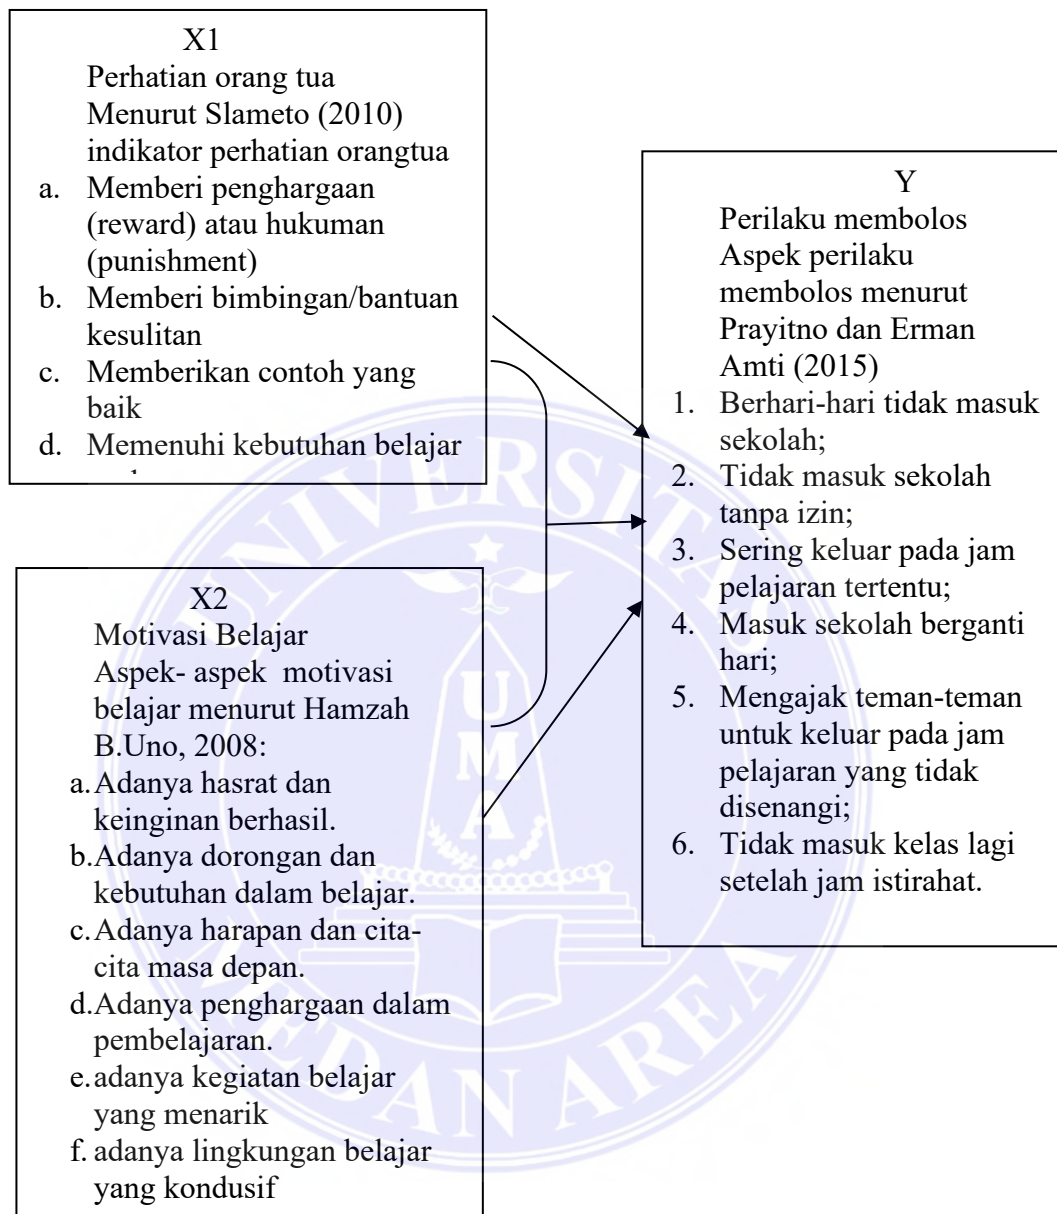 X1
Perhatian orang tua
Menurut Slameto (2010)
indikator perhatian orangtua
a. Memberi penghargaan
(reward) atau hukuman
(punishment)
b. Memberi bimbingan/bantuan
kesulitan
c. Memberikan contoh yang
baik
d. Memenuhi kebutuhan belajar
X2
Motivasi Belajar
Aspek- aspek motivasi
belajar menurut Hamzah
B.Uno, 2008:
a. Adanya hasrat dan
keinginan berhasil.
b. Adanya dorongan dan
kebutuhan dalam belajar.
c. Adanya harapan dan cita-
cita masa depan.
d. Adanya penghargaan dalam
pembelajaran.
e. adanya kegiatan belajar
yang menarik
f. adanya lingkungan belajar
yang kondusif
Y
Perilaku membolos
Aspek perilaku
membolos menurut
Prayitno dan Erman
Amti (2015)
1. Berhari-hari tidak masuk
sekolah;
2. Tidak masuk sekolah
tanpa izin;
3. Sering keluar pada jam
pelajaran tertentu;
4. Masuk sekolah berganti
hari;
5. Mengajak teman-teman
untuk keluar pada jam
pelajaran yang tidak
disenangi;
6. Tidak masuk kelas lagi
setelah jam istirahat.
UNIVERSITAS
MEDAN AREA
U
M
A